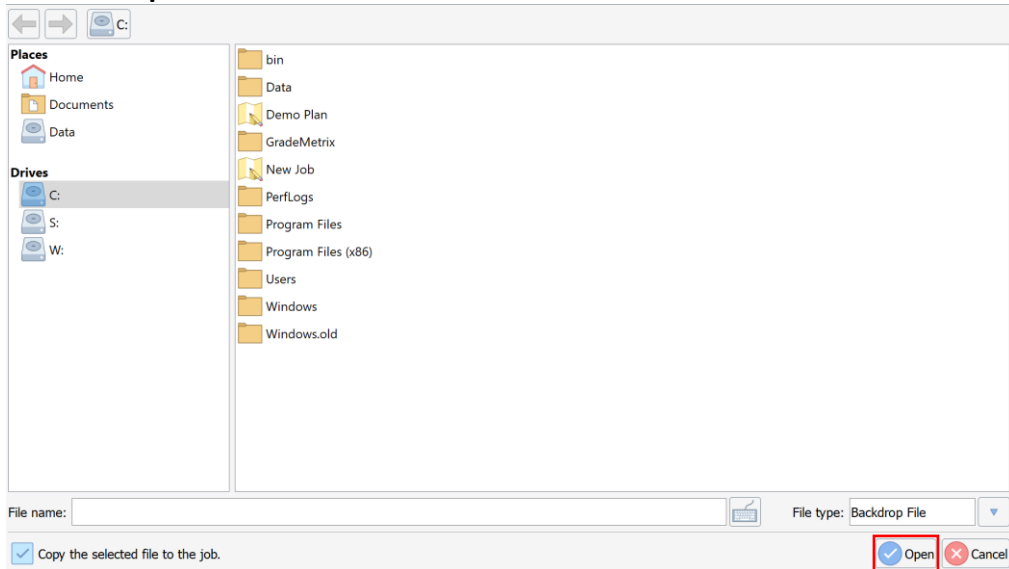 C:
Places
Home
Documents
Data
Drives
C:
S:
W:
bin
Data
Demo Plan
GradeMetrix
New Job
PerfLogs
Program Files
Program Files (x86)
Users
Windows
Windows.old
File name:
File type: Backdrop File
Copy the selected file to the job.
Open Cancel